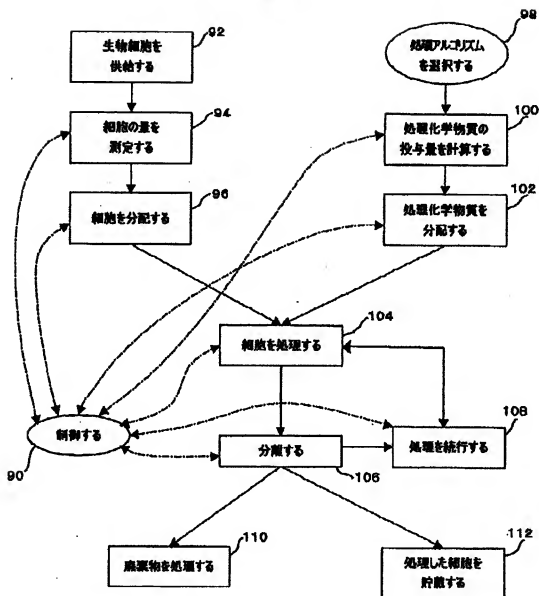 92
生物細胞を
供給する
98
処理アルゴリズム
を選択する
94
細胞の量を
測定する
100
処理化学物質の
投与量を計算する
96
細胞を分配する
102
処理化学物質を
分配する
104
細胞を処理する
制御する
90
108
処理を続行する
分離する
106
110
廃棄物を処理する
112
処理した細胞を
貯蔵する